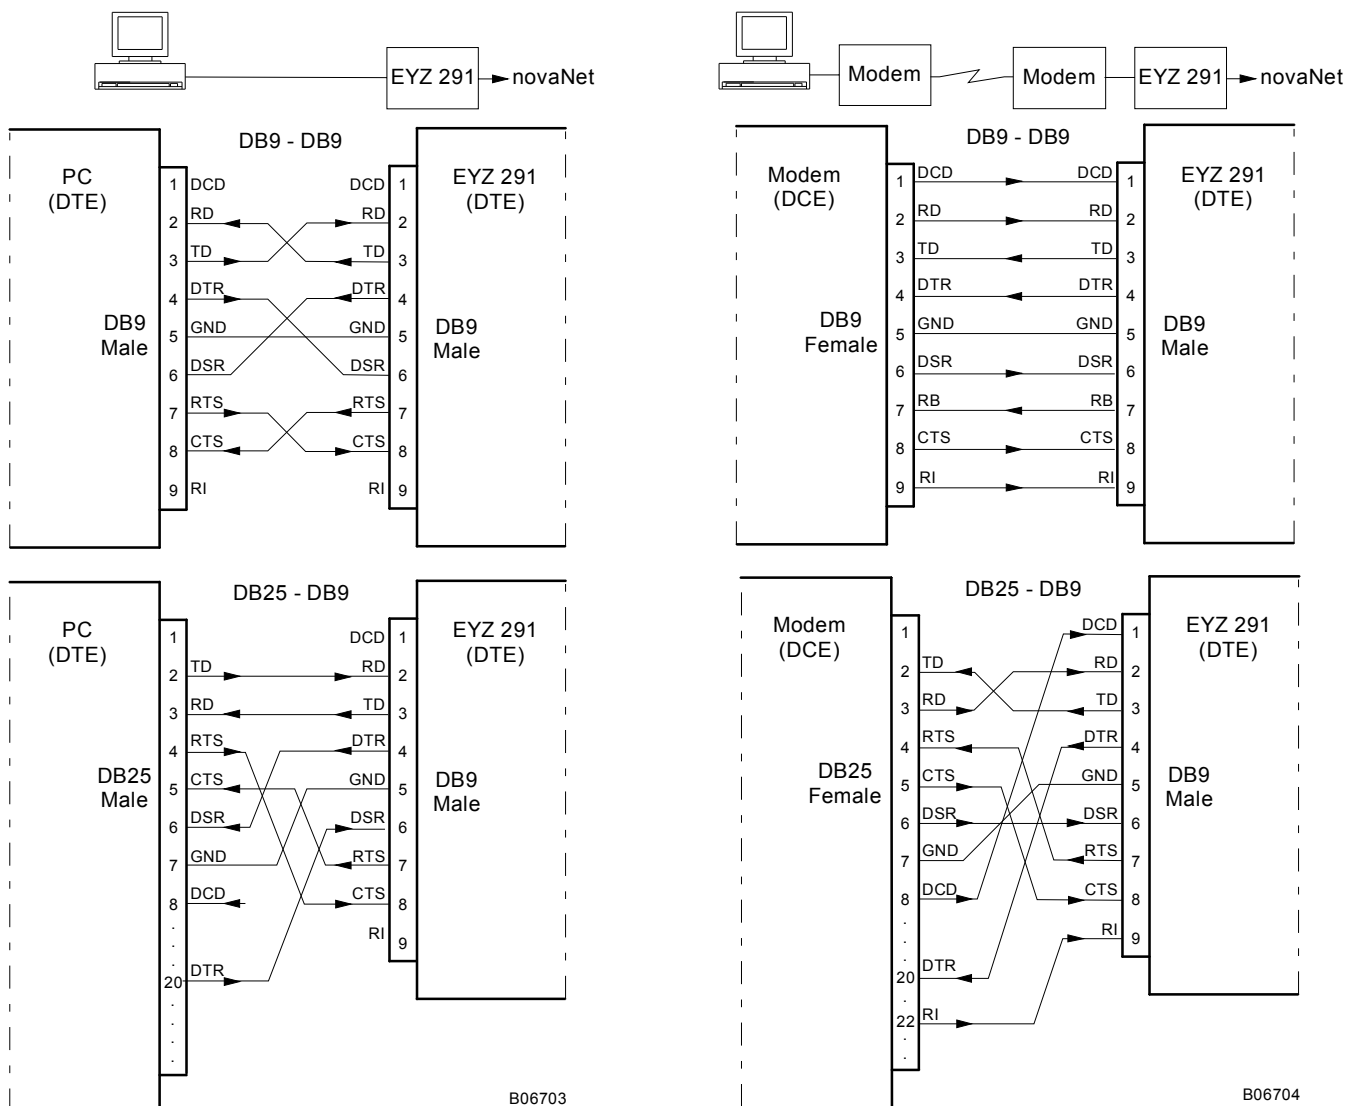 EYZ 291
novaNet
DB9 - DB9
PC
(DTE)
DB9
Male
1 DCD
2 RD
3 TD
4 DTR
5 GND
6 DSR
7 RTS
8 CTS
9 RI
DCD 1
RD 2
TD 3
DTR 4
GND 5
DSR 6
RTS 7
CTS 8
RI 9
EYZ 291
(DTE)
DB9
Male
DB25 - DB9
PC
(DTE)
DB25
Male
1
2 TD
3 RD
4 RTS
5 CTS
6 DSR
7 GND
8 DCD
.
.
.
20 DTR
.
.
.
.
DCD 1
RD 2
TD 3
DTR 4
GND 5
DSR 6
RTS 7
CTS 8
RI 9
EYZ 291
(DTE)
DB9
Male
B06703
Modem
Modem
EYZ 291
novaNet
DB9 - DB9
Modem
(DCE)
DB9
Female
1 DCD
2 RD
3 TD
4 DTR
5 GND
6 DSR
7 RB
8 CTS
9 RI
DCD 1
RD 2
TD 3
DTR 4
GND 5
DSR 6
RB 7
CTS 8
RI 9
EYZ 291
(DTE)
DB9
Male
DB25 - DB9
Modem
(DCE)
DB25
Female
1
2 TD
3 RD
4 RTS
5 CTS
6 DSR
7 GND
8 DCD
.
.
.
20 DTR
22 RI
.
.
DCD 1
RD 2
TD 3
DTR 4
GND 5
DSR 6
RTS 7
CTS 8
RI 9
EYZ 291
(DTE)
DB9
Male
B06704